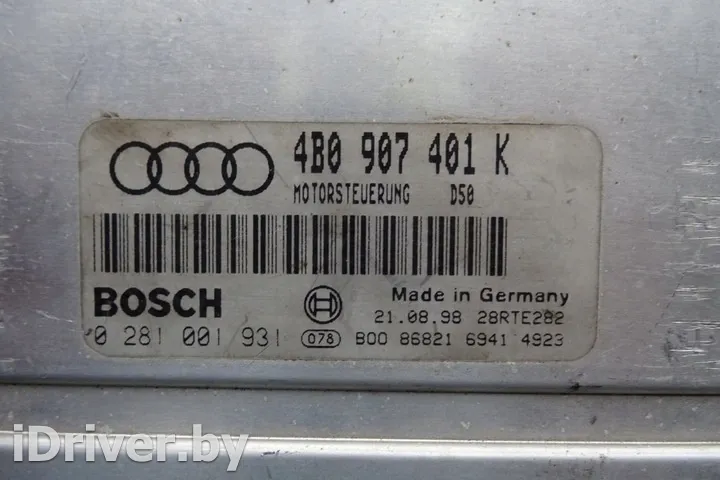 4B0 907 401 K
MOTORSTEUERUNG D50
BOSCH
Made in Germany
21.08.98 28RTE282
0 281 001 931 078 B00 86821 6941 4923
iDriver.by